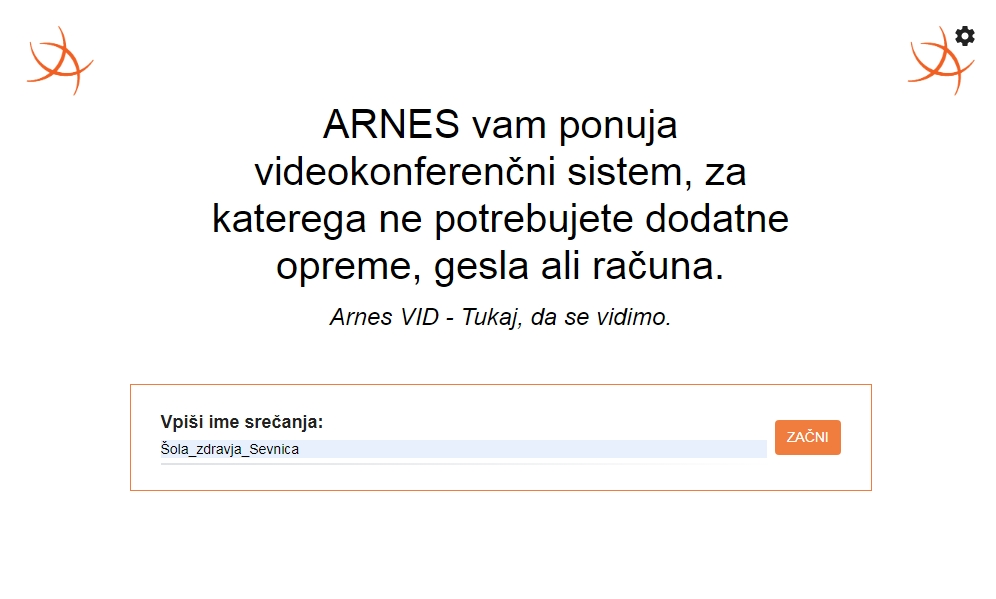 ARNES vam ponuja
videokonferenčni sistem, za
katerega ne potrebujete dodatne
opreme, gesla ali računa.
Arnes VID - Tukaj, da se vidimo.
Vpiši ime srečanja:
Šola_zdravja_Sevnica
ZAČNI